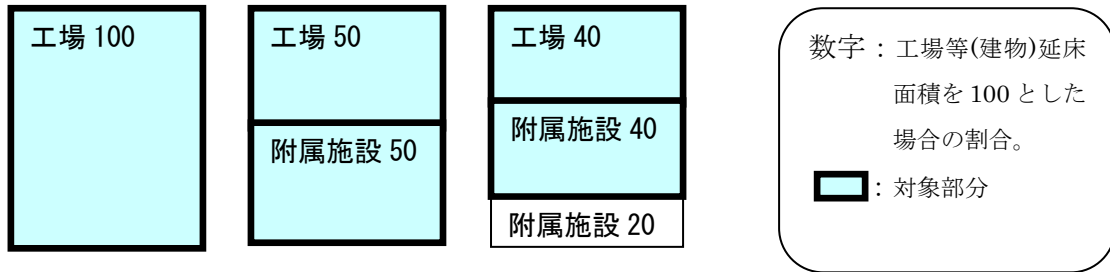 工場 100
工場 50
附属施設 50
工場 40
附属施設 40
附属施設 20
数字：工場等(建物)延床
面積を 100 とした
場合の割合。
：対象部分